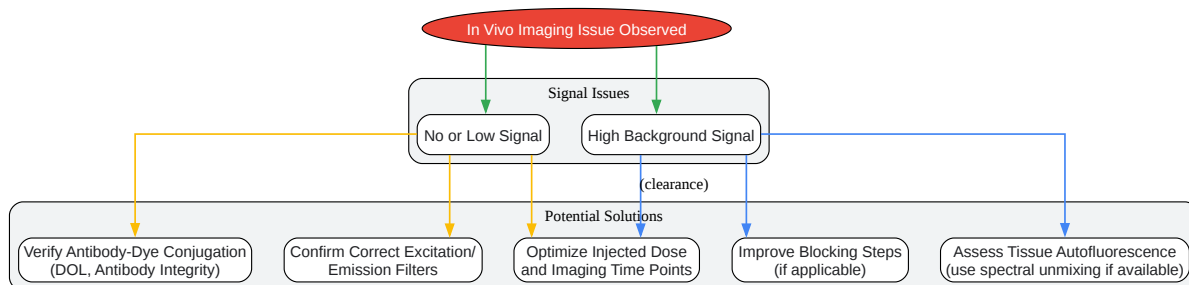 In Vivo Imaging Issue Observed
Signal Issues
No or Low Signal
High Background Signal
(clearance)
Potential Solutions
Verify Antibody-Dye Conjugation
(DOL, Antibody Integrity)
Confirm Correct Excitation/
Emission Filters
Optimize Injected Dose
and Imaging Time Points
Improve Blocking Steps
(if applicable)
Assess Tissue Autofluorescence
(use spectral unmixing if available)